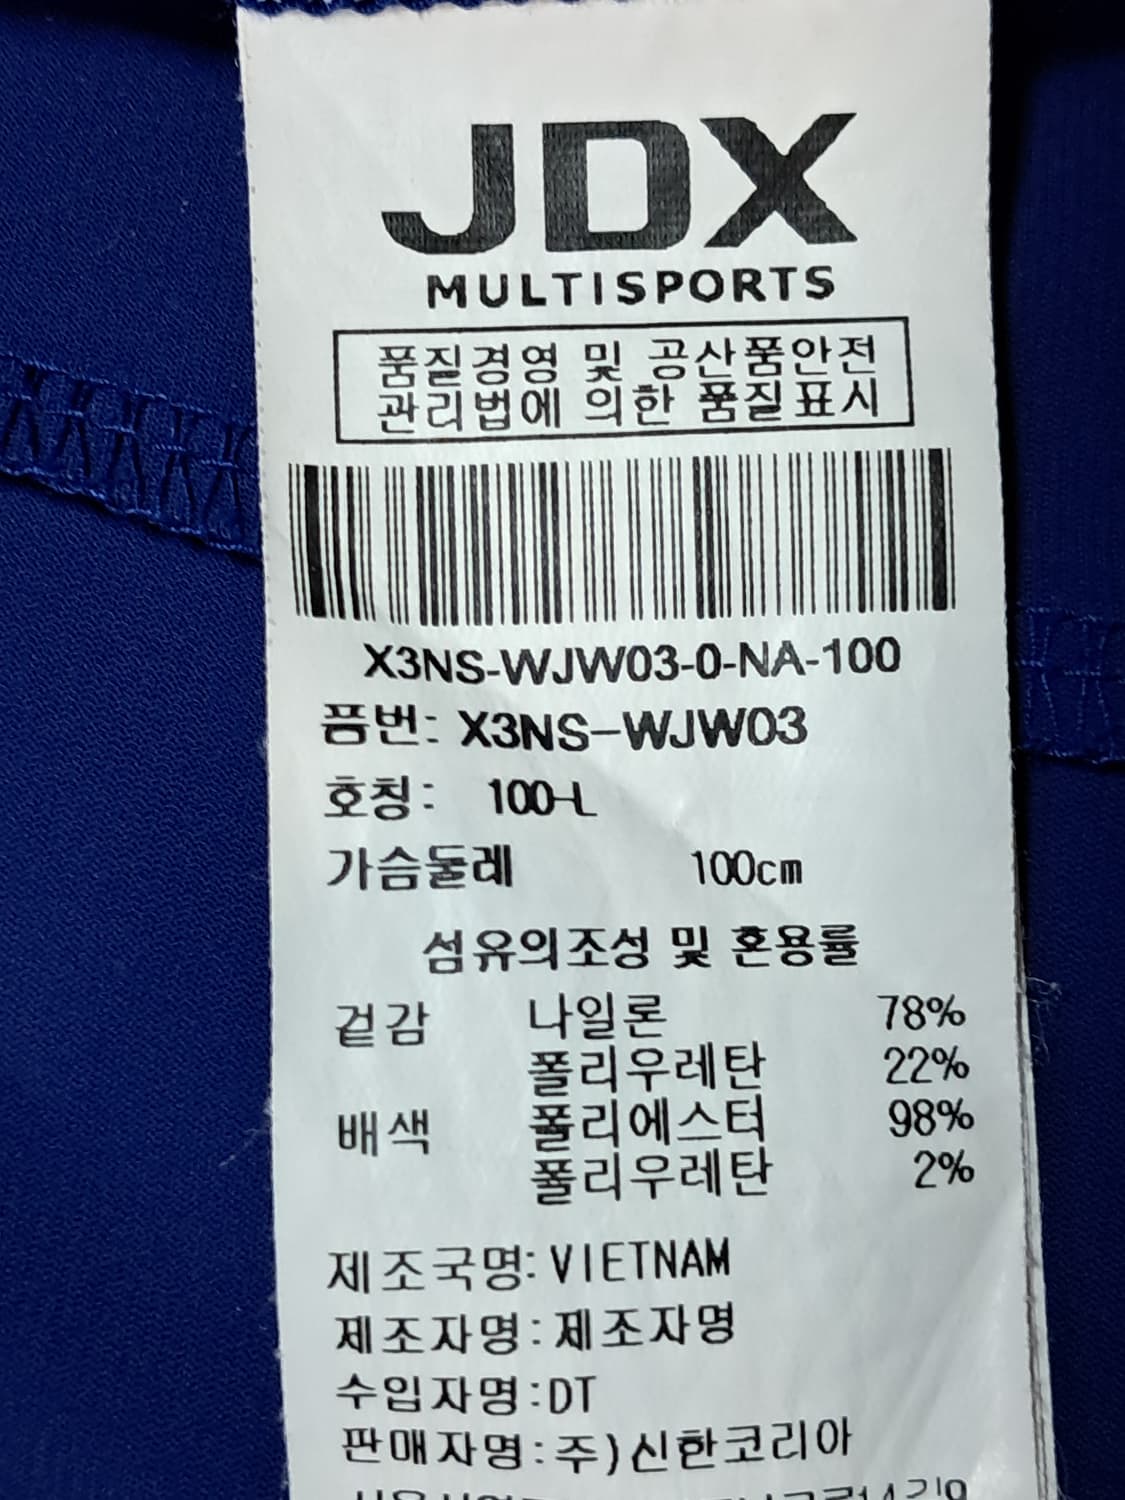 JDX
MULTISPORTS
품질경영 및 공산품안전
관리법에 의한 품질표시
X3NS-WJW03-0-NA-100
품번: X3NS-WJW03
호칭: 100-L
가슴둘레 100cm
섬유의조성 및 혼용률
겉감 나일론 78%
폴리우레탄 22%
배색 폴리에스터 98%
폴리우레탄 2%
제조국명: VIETNAM
제조자명:제조자명
수입자명:DT
판매자명:주)신한코리아